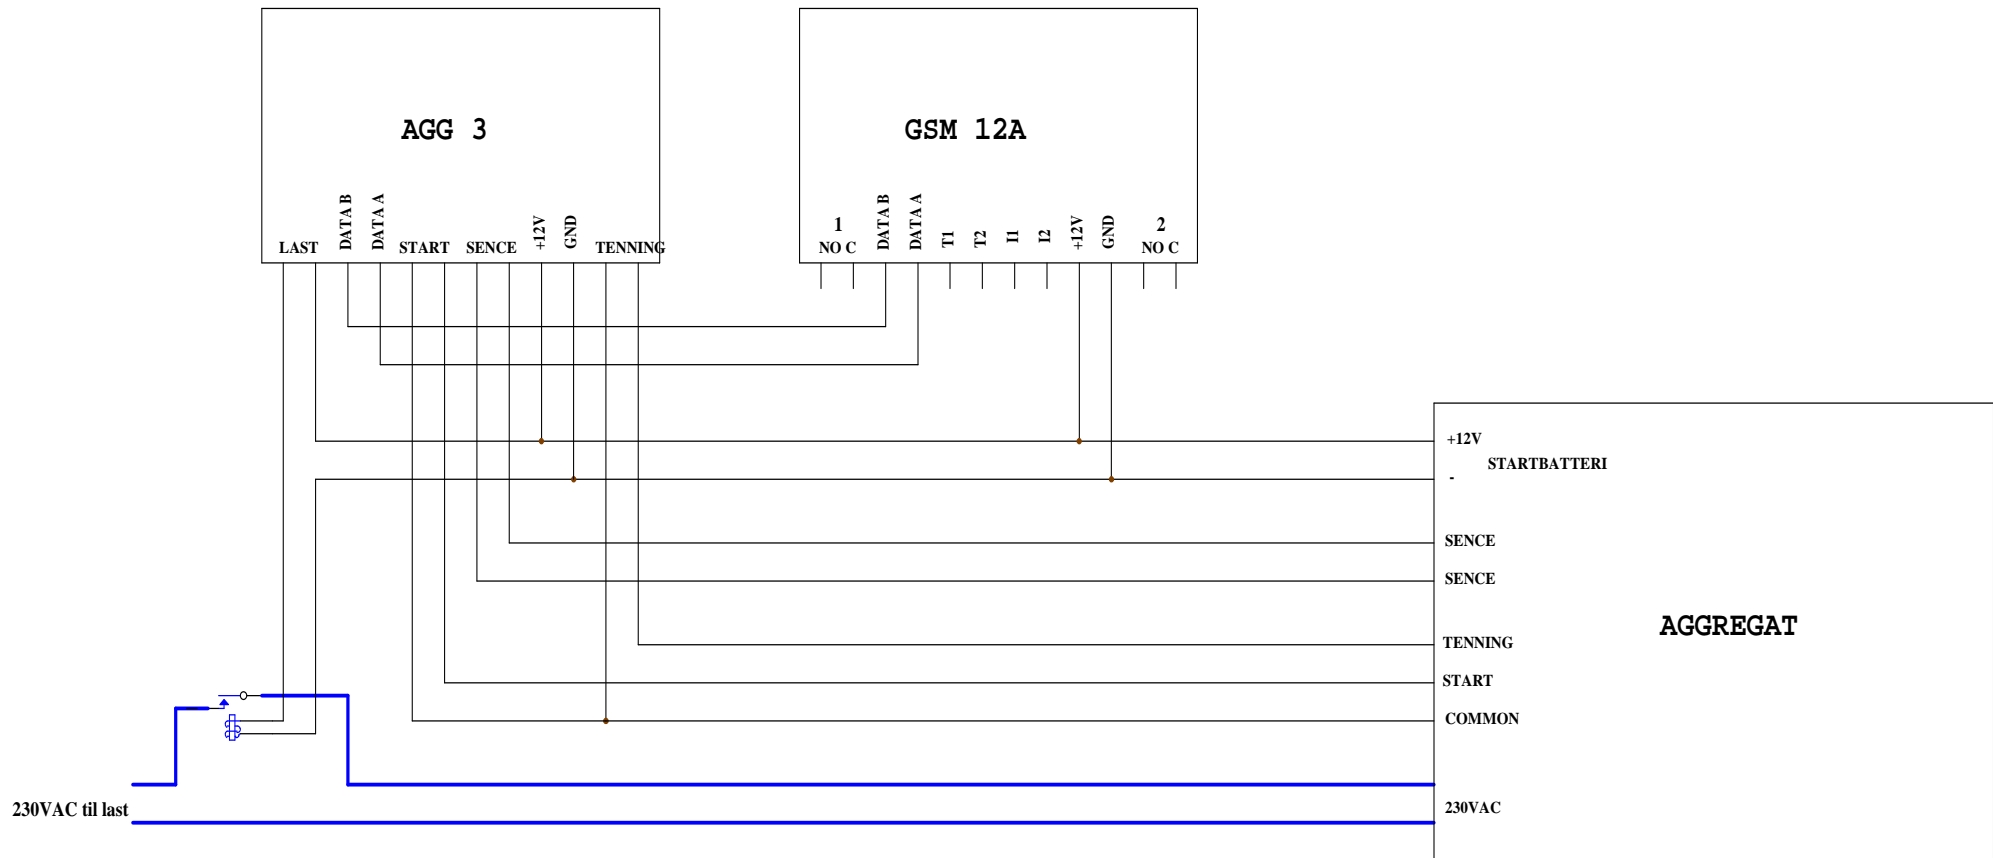 AGG 3
GSM 12A
LAST
DATA B
DATA A
START
SENCE
+12V
GND
TENNING
1
NO C
DATA B
DATA A
T1
T2
I1
I2
+12V
GND
2
NO C
+12V
STARTBATTERI
-
SENCE
SENCE
AGGREGAT
TENNING
START
COMMON
230VAC til last
230VAC